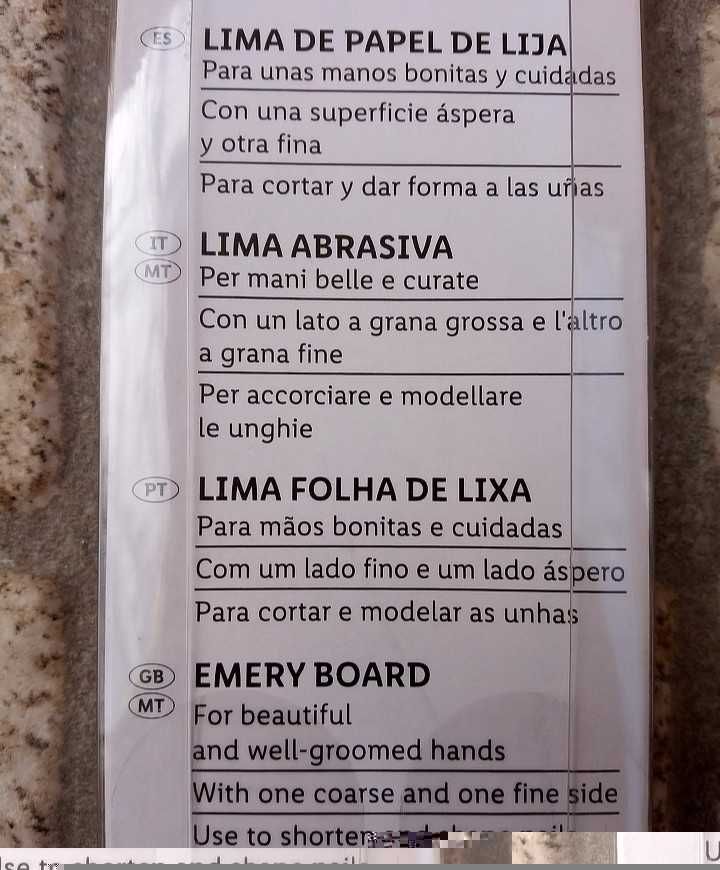 ES LIMA DE PAPEL DE LIJA
Para unas manos bonitas y cuidadas
Con una superficie áspera
y otra fina
Para cortar y dar forma a las uñas
IT LIMA ABRASIVA
MT Per mani belle e curate
Con un lato a grana grossa e l'altro
a grana fine
Per accorciare e modellare
le unghie
PT LIMA FOLHA DE LIXA
Para mãos bonitas e cuidadas
Com um lado fino e um lado áspero
Para cortar e modelar as unhas
GB EMERY BOARD
MT For beautiful
and well-groomed hands
With one coarse and one fine side
Use to shorten